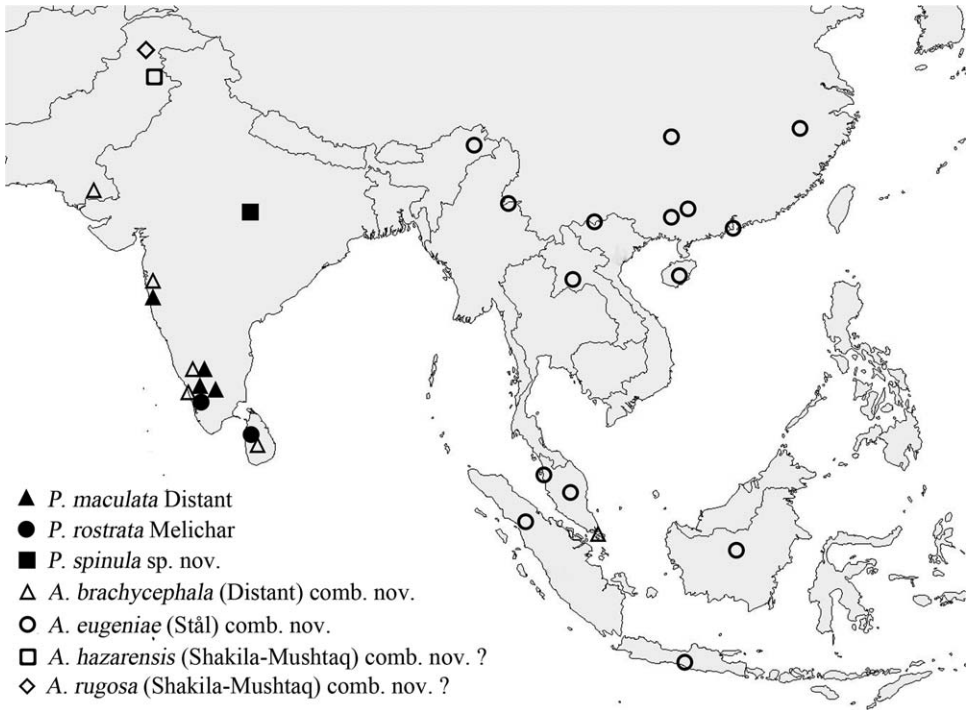 P. maculata Distant
P. rostrata Melichar
P. spinula sp. nov.
A. brachycephala (Distant) comb. nov.
A. eugeniae (Stål) comb. nov.
A. hazarensis (Shakila-Mushtaq) comb. nov. ?
A. rugosa (Shakila-Mushtaq) comb. nov. ?